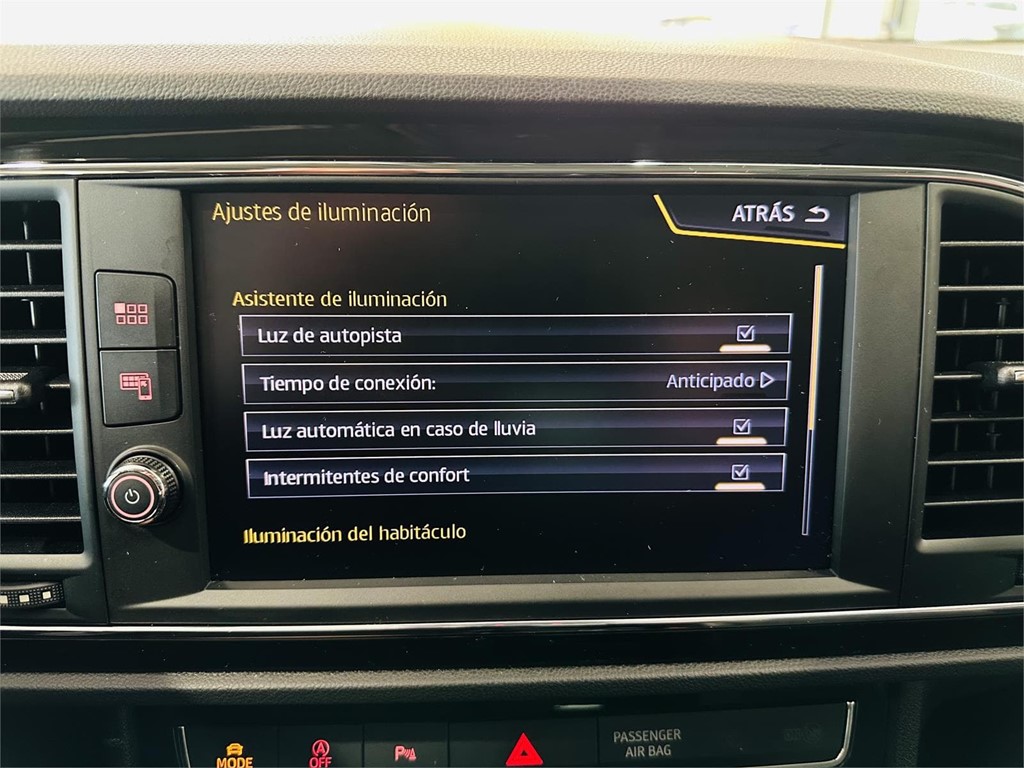 Ajustes de iluminación
ATRÁS
Asistente de iluminación
Luz de autopista
Tiempo de conexión: Anticipado
Luz automática en caso de lluvia
Intermitentes de confort
Iluminación del habitáculo
MODE
A
OFF
P
PASSENGER
AIR BAG